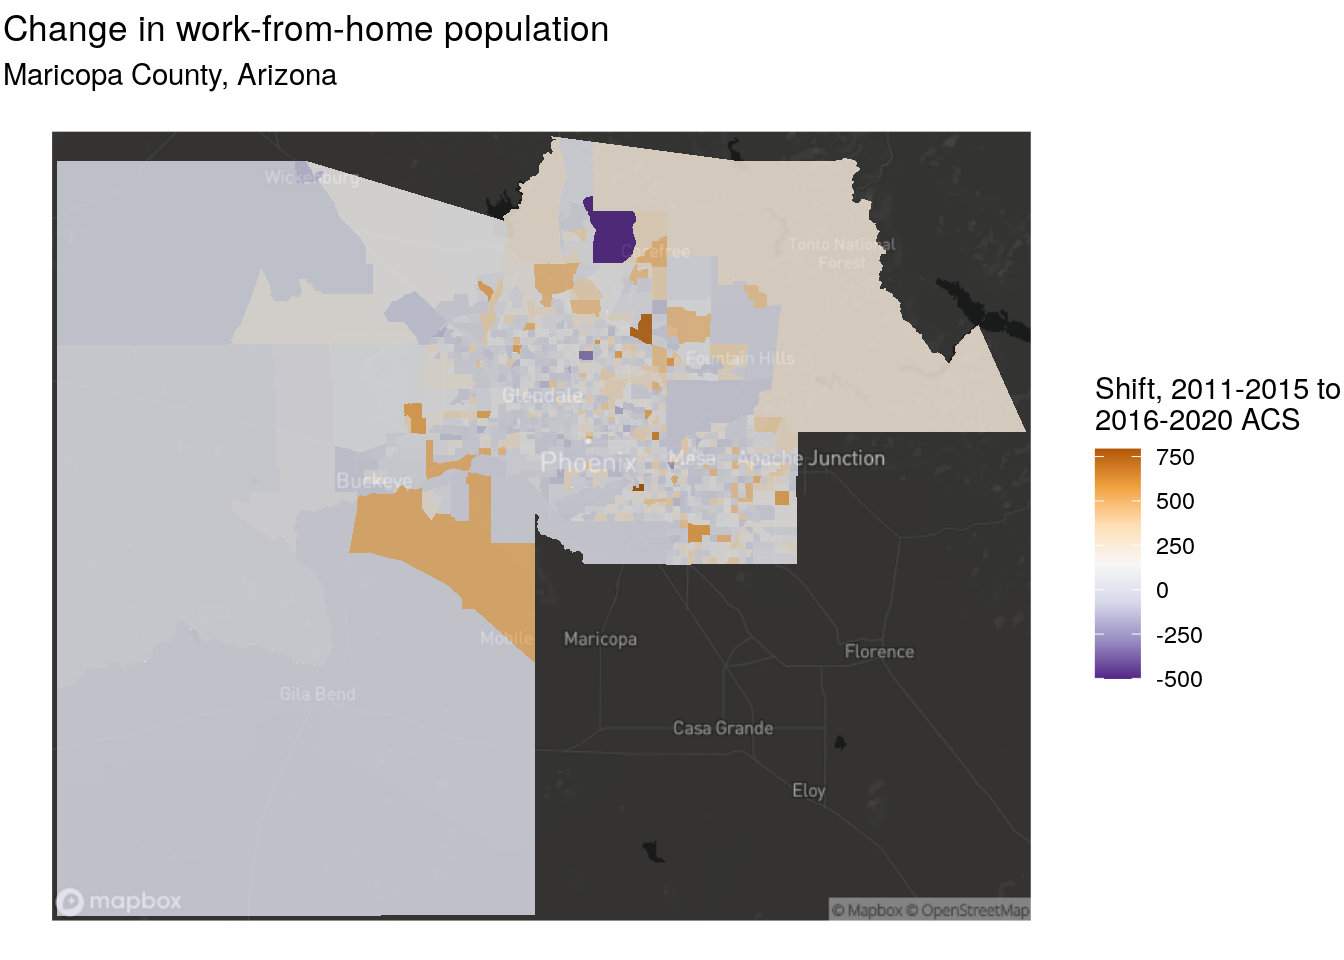 Change in work-from-home population
Maricopa County, Arizona
Wickenburg
Carefree
Tonto National
Forest
Fountain Hills
Glendale
Phoenix
Mesa
Apache Junction
Buckeye
Mobile
Maricopa
Florence
Gila Bend
Casa Grande
Eloy
mapbox
© Mapbox © OpenStreetMap
Shift, 2011-2015 to
2016-2020 ACS
750
500
250
0
-250
-500